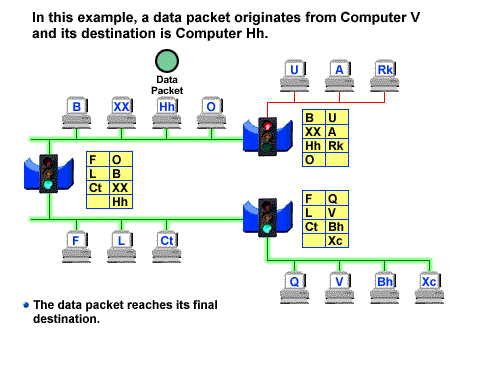 In this example, a data packet originates from Computer V
and its destination is Computer Hh.
Data
Packet
U A Rk
B XX Hh O
B U
XX A
Hh Rk
O
F O
L B
Ct XX
Hh
F Q
L V
Ct Bh
Xc
F L Ct
Q V Bh Xc
The data packet reaches its final
destination.